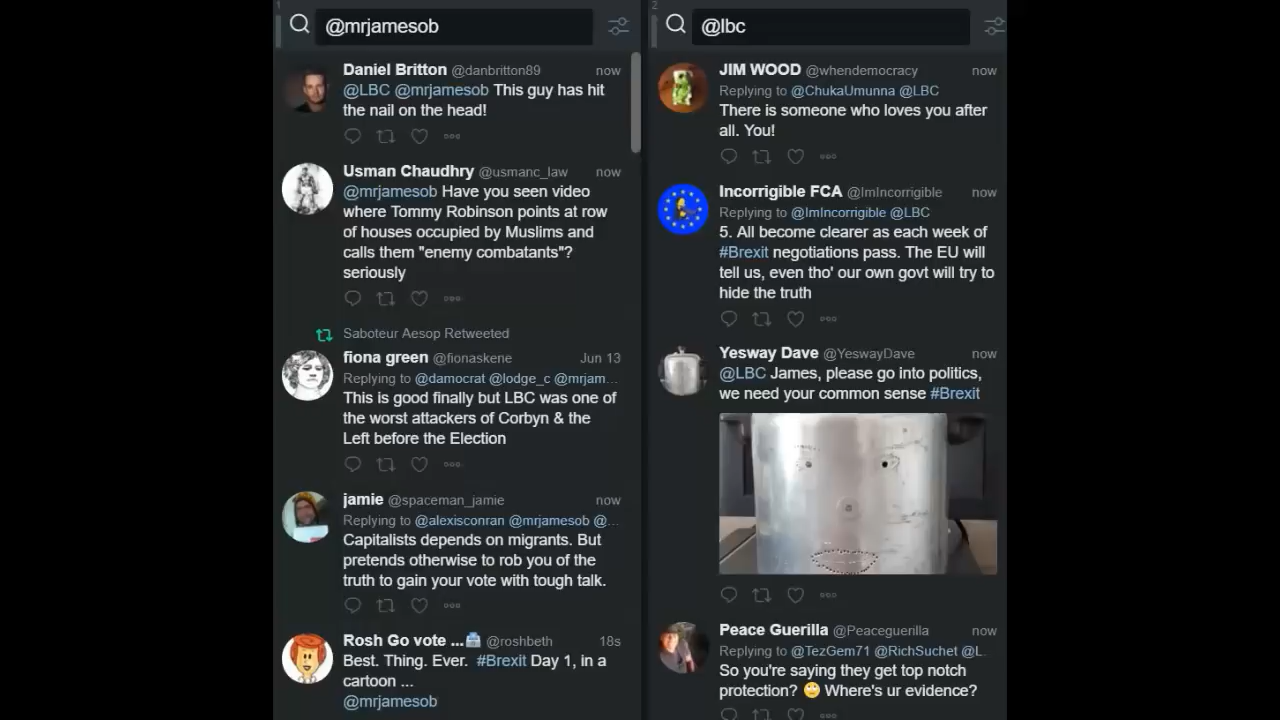 1
@mrjamesob
Daniel Britton @danbritton89 now
@LBC @mrjamesob This guy has hit
the nail on the head!
Usman Chaudhry @usmanc_law now
@mrjamesob Have you seen video
where Tommy Robinson points at row
of houses occupied by Muslims and
calls them "enemy combatants"?
seriously
Saboteur Aesop Retweeted
fiona green @fionaskene Jun 13
Replying to @damocrat @lodge_c @mrjam...
This is good finally but LBC was one of
the worst attackers of Corbyn & the
Left before the Election
jamie @spaceman_jamie now
Replying to @alexisconran @mrjamesob @...
Capitalists depends on migrants. But
pretends otherwise to rob you of the
truth to gain your vote with tough talk.
Rosh Go vote ... @roshbeth 18s
Best. Thing. Ever. #Brexit Day 1, in a
cartoon ...
@mrjamesob
2
@lbc
JIM WOOD @whendemocracy now
Replying to @ChukaUmunna @LBC
There is someone who loves you after
all. You!
Incorrigible FCA @ImIncorrigible now
Replying to @ImIncorrigible @LBC
5. All become clearer as each week of
#Brexit negotiations pass. The EU will
tell us, even tho' our own govt will try to
hide the truth
Yesway Dave @YeswayDave now
@LBC James, please go into politics,
we need your common sense #Brexit
Peace Guerilla @Peaceguerilla now
Replying to @TezGem71 @RichSuchet @L.
So you're saying they get top notch
protection? 🙄 Where's ur evidence?